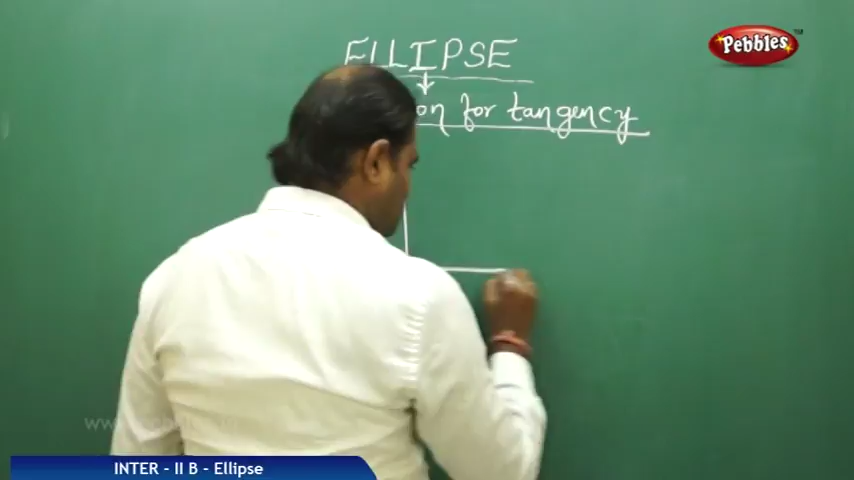 ELLIPSE
on for tangency
Pebbles
INTER - II B - Ellipse